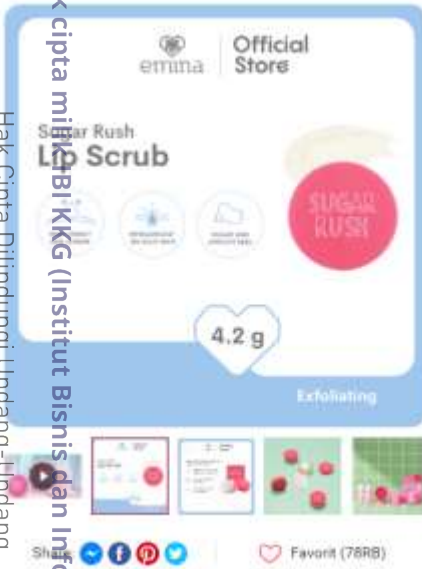 emina
Official
Store
Sugar Rush
Lip Scrub
SUGAR
RUSH
4.2 g
Exfoliating
Share
Favorit (78RB)
k cipta milik IBI KKG (Institut Bisnis dan Info
Hak Cipta Dilindungi Undang-Undang